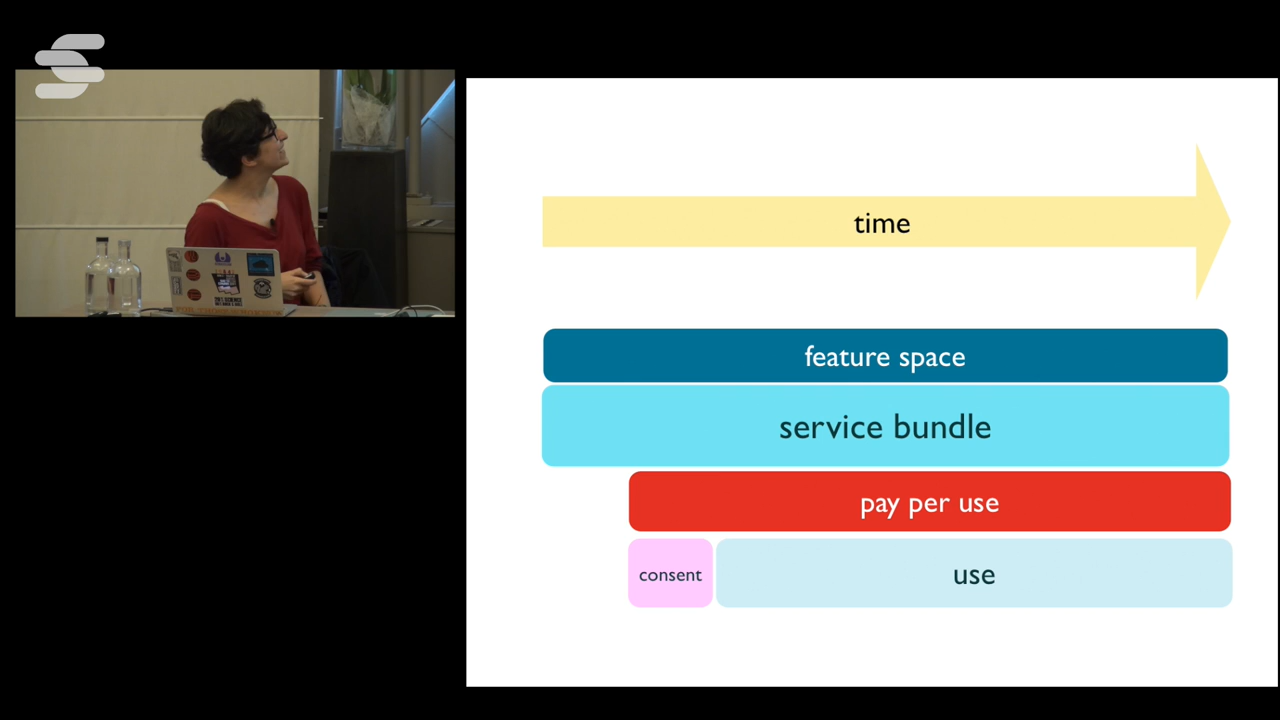 time
feature space
service bundle
pay per use
consent
use